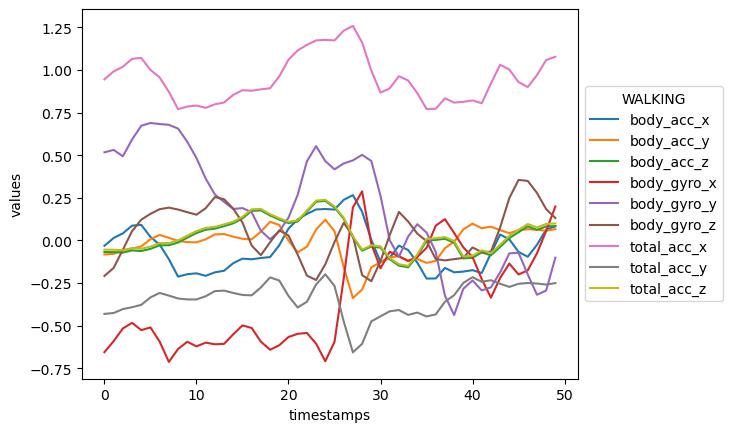 1.25
1.00
0.75
0.50
0.25
0.00
−0.25
−0.50
−0.75
values
0 10 20 30 40 50
timestamps
WALKING
body_acc_x
body_acc_y
body_acc_z
body_gyro_x
body_gyro_y
body_gyro_z
total_acc_x
total_acc_y
total_acc_z